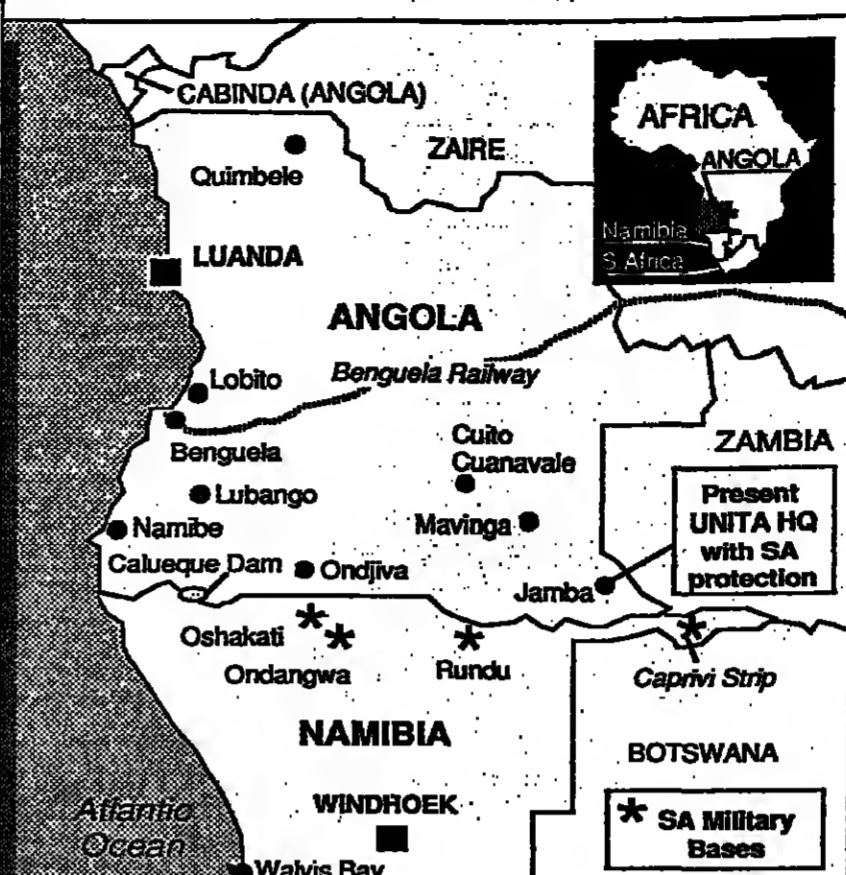 CABINDA (ANGOLA)
ZAIRE
Quimbele
AFRICA
ANGOLA
Namibia
S.Africa
LUANDA
ANGOLA
Benguela Railway
Lobito
Benguela
Cuito
Cuanavale
ZAMBIA
Lubango
Namibe
Mavinga
Present
UNITA HQ
with SA
protection
Calueque Dam
Ondjiva
Jamba
Oshakati
Ondangwa
Rundu
Caprivi Strip
NAMIBIA
BOTSWANA
WINDHOEK
* SA Military
Bases
Atlantic
Ocean
Walvis Bay